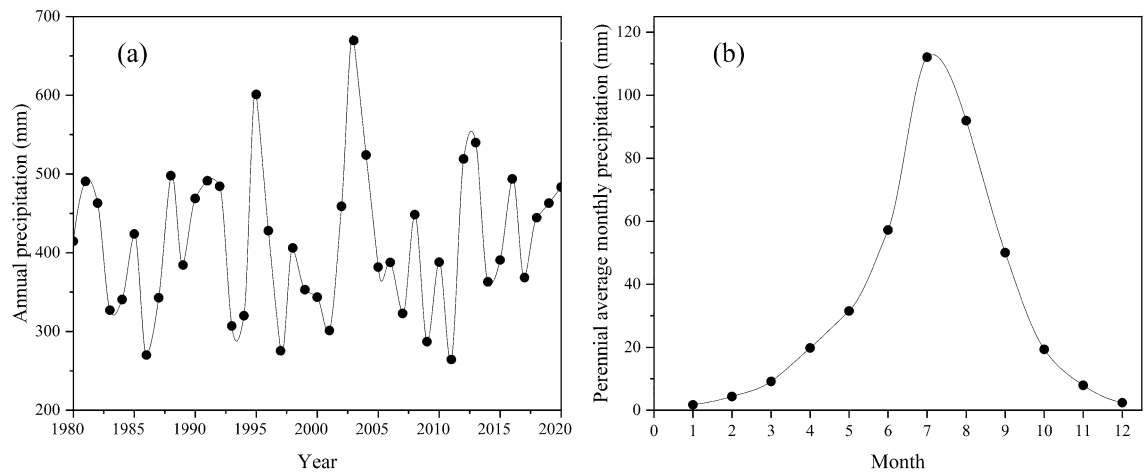 700
600
500
400
300
200
Annual precipitation (mm)
(a)
1980 1985 1990 1995 2000 2005 2010 2015 2020
Year
120
100
80
60
40
20
0
Perennial average monthly precipitation (mm)
(b)
0 1 2 3 4 5 6 7 8 9 10 11 12
Month